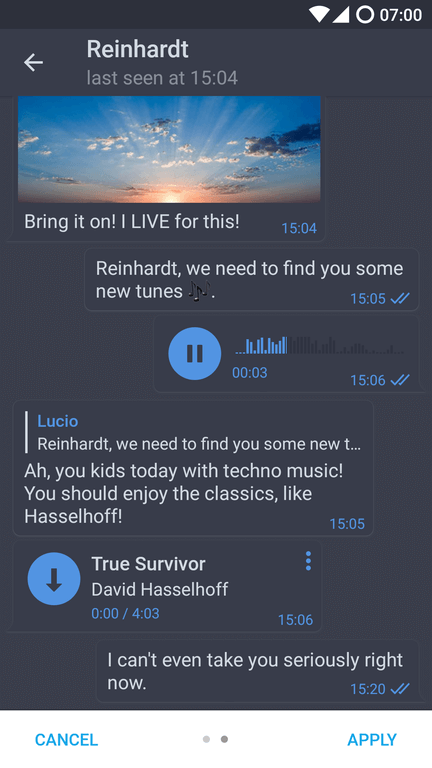 07:00
Reinhardt
last seen at 15:04
Bring it on! I LIVE for this!
15:04
Reinhardt, we need to find you some
new tunes 🎶.
15:05
00:03
15:06
Lucio
Reinhardt, we need to find you some new t...
Ah, you kids today with techno music!
You should enjoy the classics, like
Hasselhoff!
15:05
True Survivor
David Hasselhoff
0:00 / 4:03
15:06
I can't even take you seriously right
now.
15:20
CANCEL
APPLY